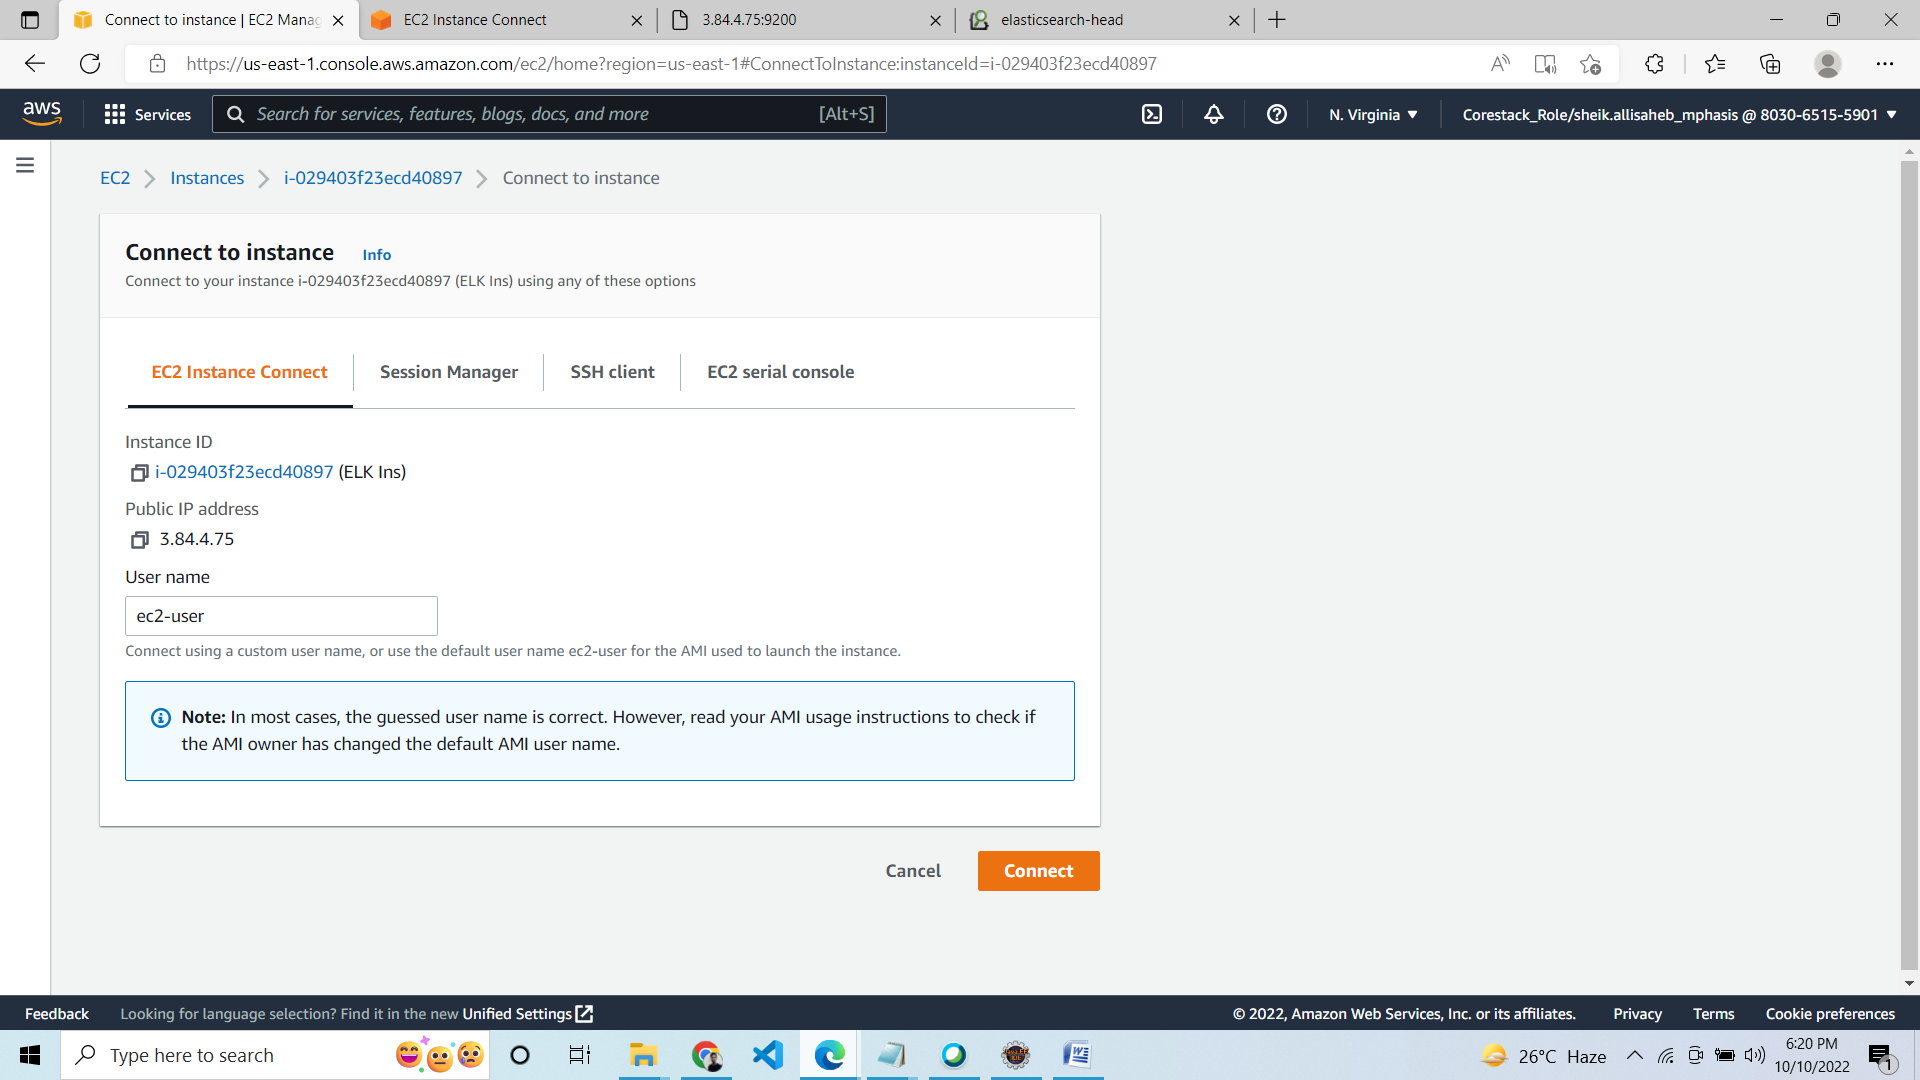 Connect to instance | EC2 Manag
EC2 Instance Connect
3.84.4.75:9200
elasticsearch-head
https://us-east-1.console.aws.amazon.com/ec2/home?region=us-east-1#ConnectToInstance:instanceId=i-029403f23ecd40897
aws
Services
Search for services, features, blogs, docs, and more
[Alt+S]
N. Virginia
Corestack_Role/sheik.allisaheb_mphasis @ 8030-6515-5901
EC2
Instances
i-029403f23ecd40897
Connect to instance
Connect to instance
Info
Connect to your instance i-029403f23ecd40897 (ELK Ins) using any of these options
EC2 Instance Connect
Session Manager
SSH client
EC2 serial console
Instance ID
i-029403f23ecd40897 (ELK Ins)
Public IP address
3.84.4.75
User name
ec2-user
Connect using a custom user name, or use the default user name ec2-user for the AMI used to launch the instance.
Note: In most cases, the guessed user name is correct. However, read your AMI usage instructions to check if
the AMI owner has changed the default AMI user name.
Cancel
Connect
Feedback
Looking for language selection? Find it in the new Unified Settings
© 2022, Amazon Web Services, Inc. or its affiliates.
Privacy
Terms
Cookie preferences
Type here to search
26°C Haze
6:20 PM
10/10/2022
1